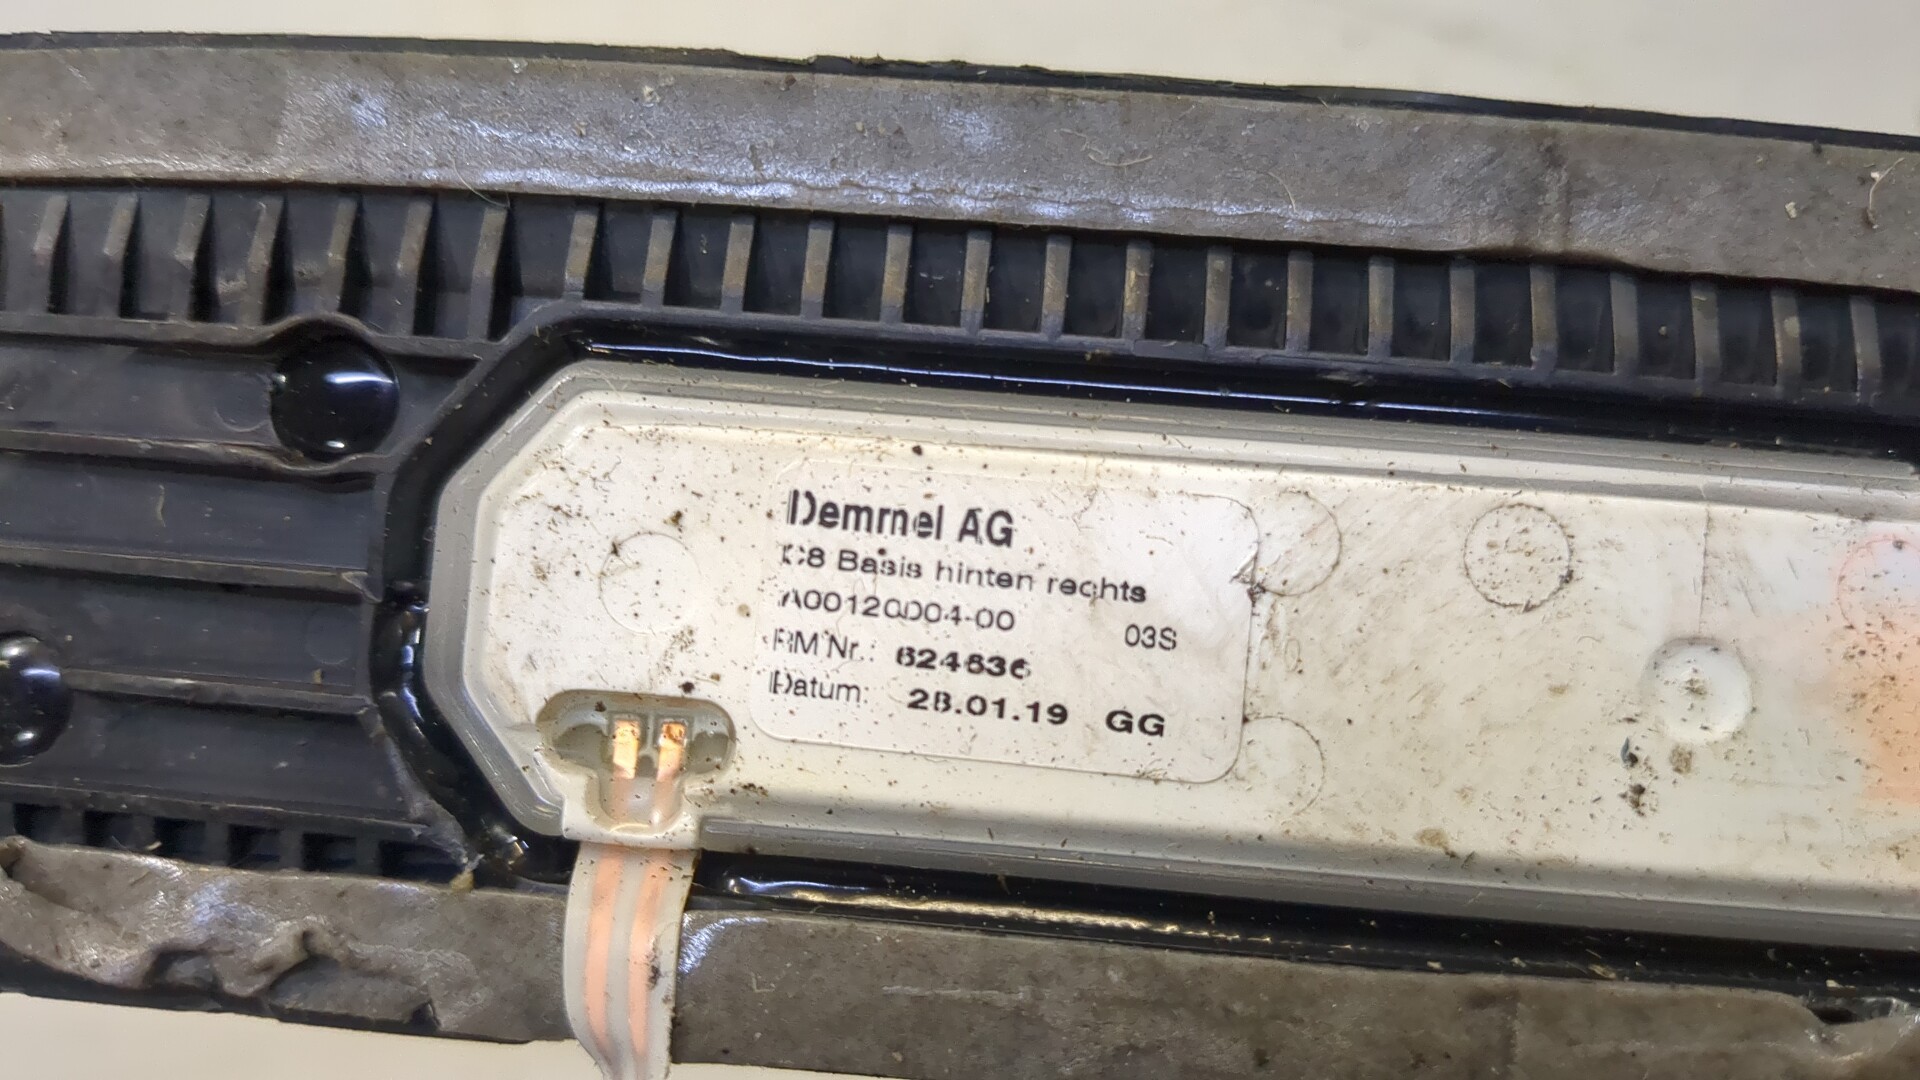 Demmel AG
C8 Basis hinten rechts
A00120004-00 03S
RM Nr.: 624636
Datum: 28.01.19 GG